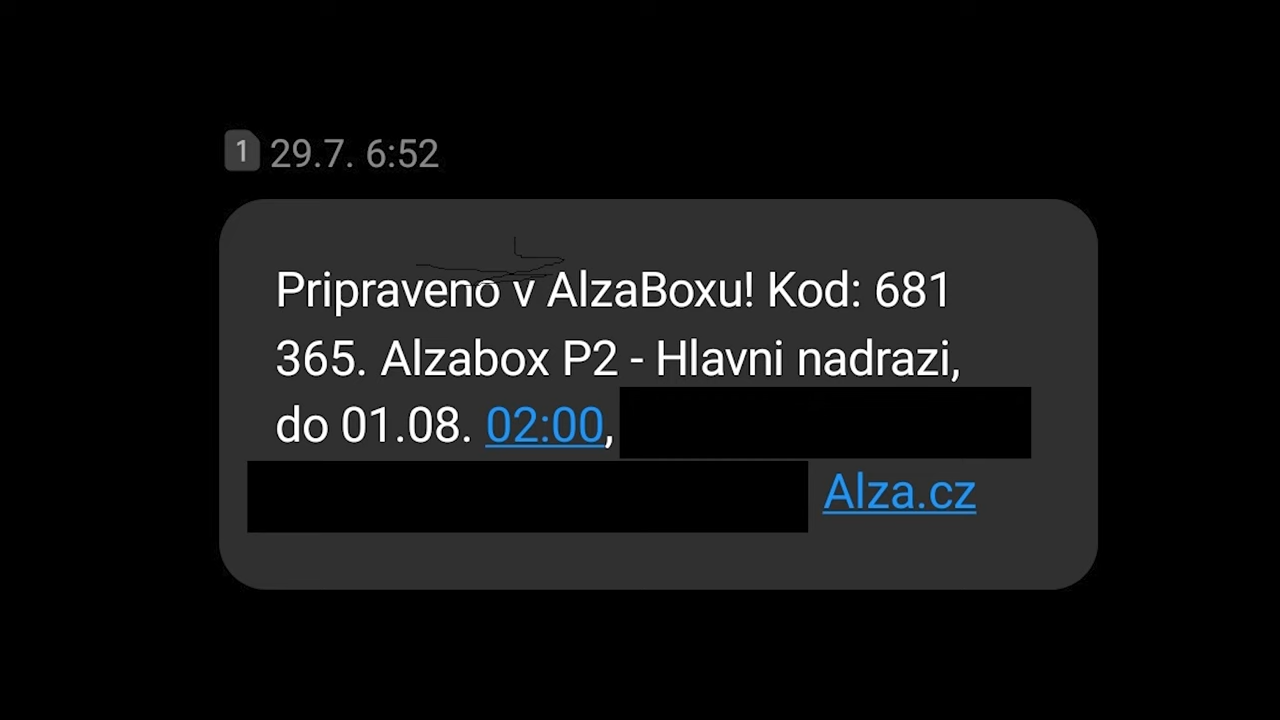 1 29.7. 6:52
Pripraveno v AlzaBoxu! Kod: 681
365. Alzabox P2 - Hlavni nadrazi,
do 01.08. 02:00,
Alza.cz